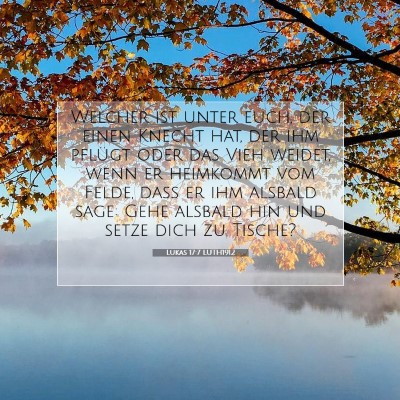 Welcher ist unter euch, der
einen Knecht hat, der ihm
pflügt oder das Vieh weidet,
wenn er heimkommt vom
Felde, daß er ihm alsbald
sage: Gehe alsbald hin und
setze dich zu Tische?
LUKAS 17:7 LUTH1912